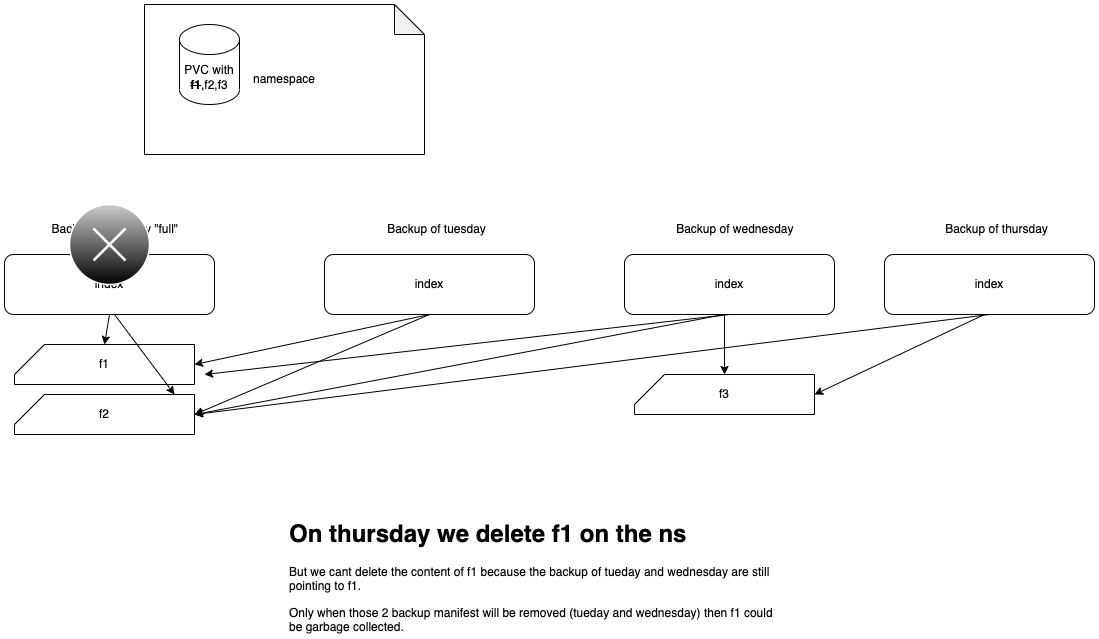 PVC with
f1,f2,f3
namespace
"full"
Backup of tuesday
Backup of wednesday
Backup of thursday
index
index
index
index
f1
f2
f3
On thursday we delete f1 on the ns
But we cant delete the content of f1 because the backup of tueday and wednesday are still
pointing to f1.
Only when those 2 backup manifest will be removed (tueday and wednesday) then f1 could
be garbage collected.